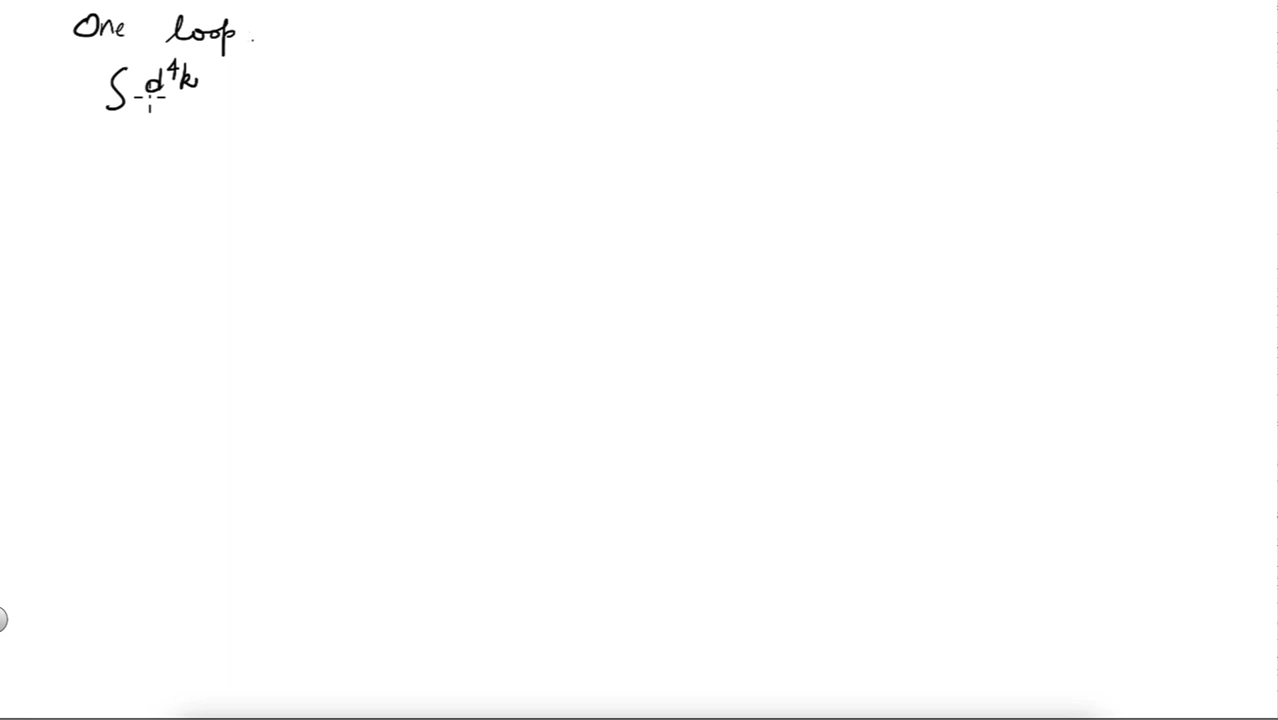 One loop.
∫ d⁴k